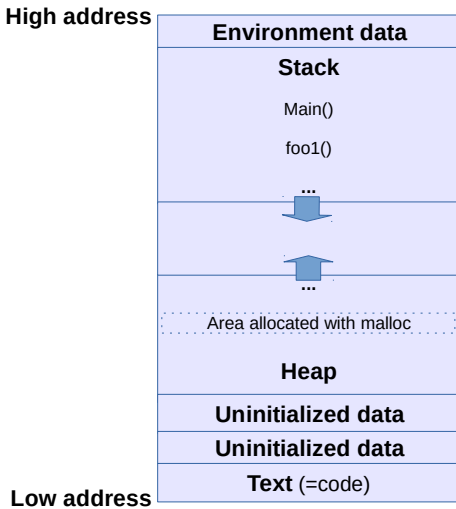 High address
Environment data
Stack
Main()
foo1()
...
...
Area allocated with malloc
Heap
Uninitialized data
Uninitialized data
Text (=code)
Low address